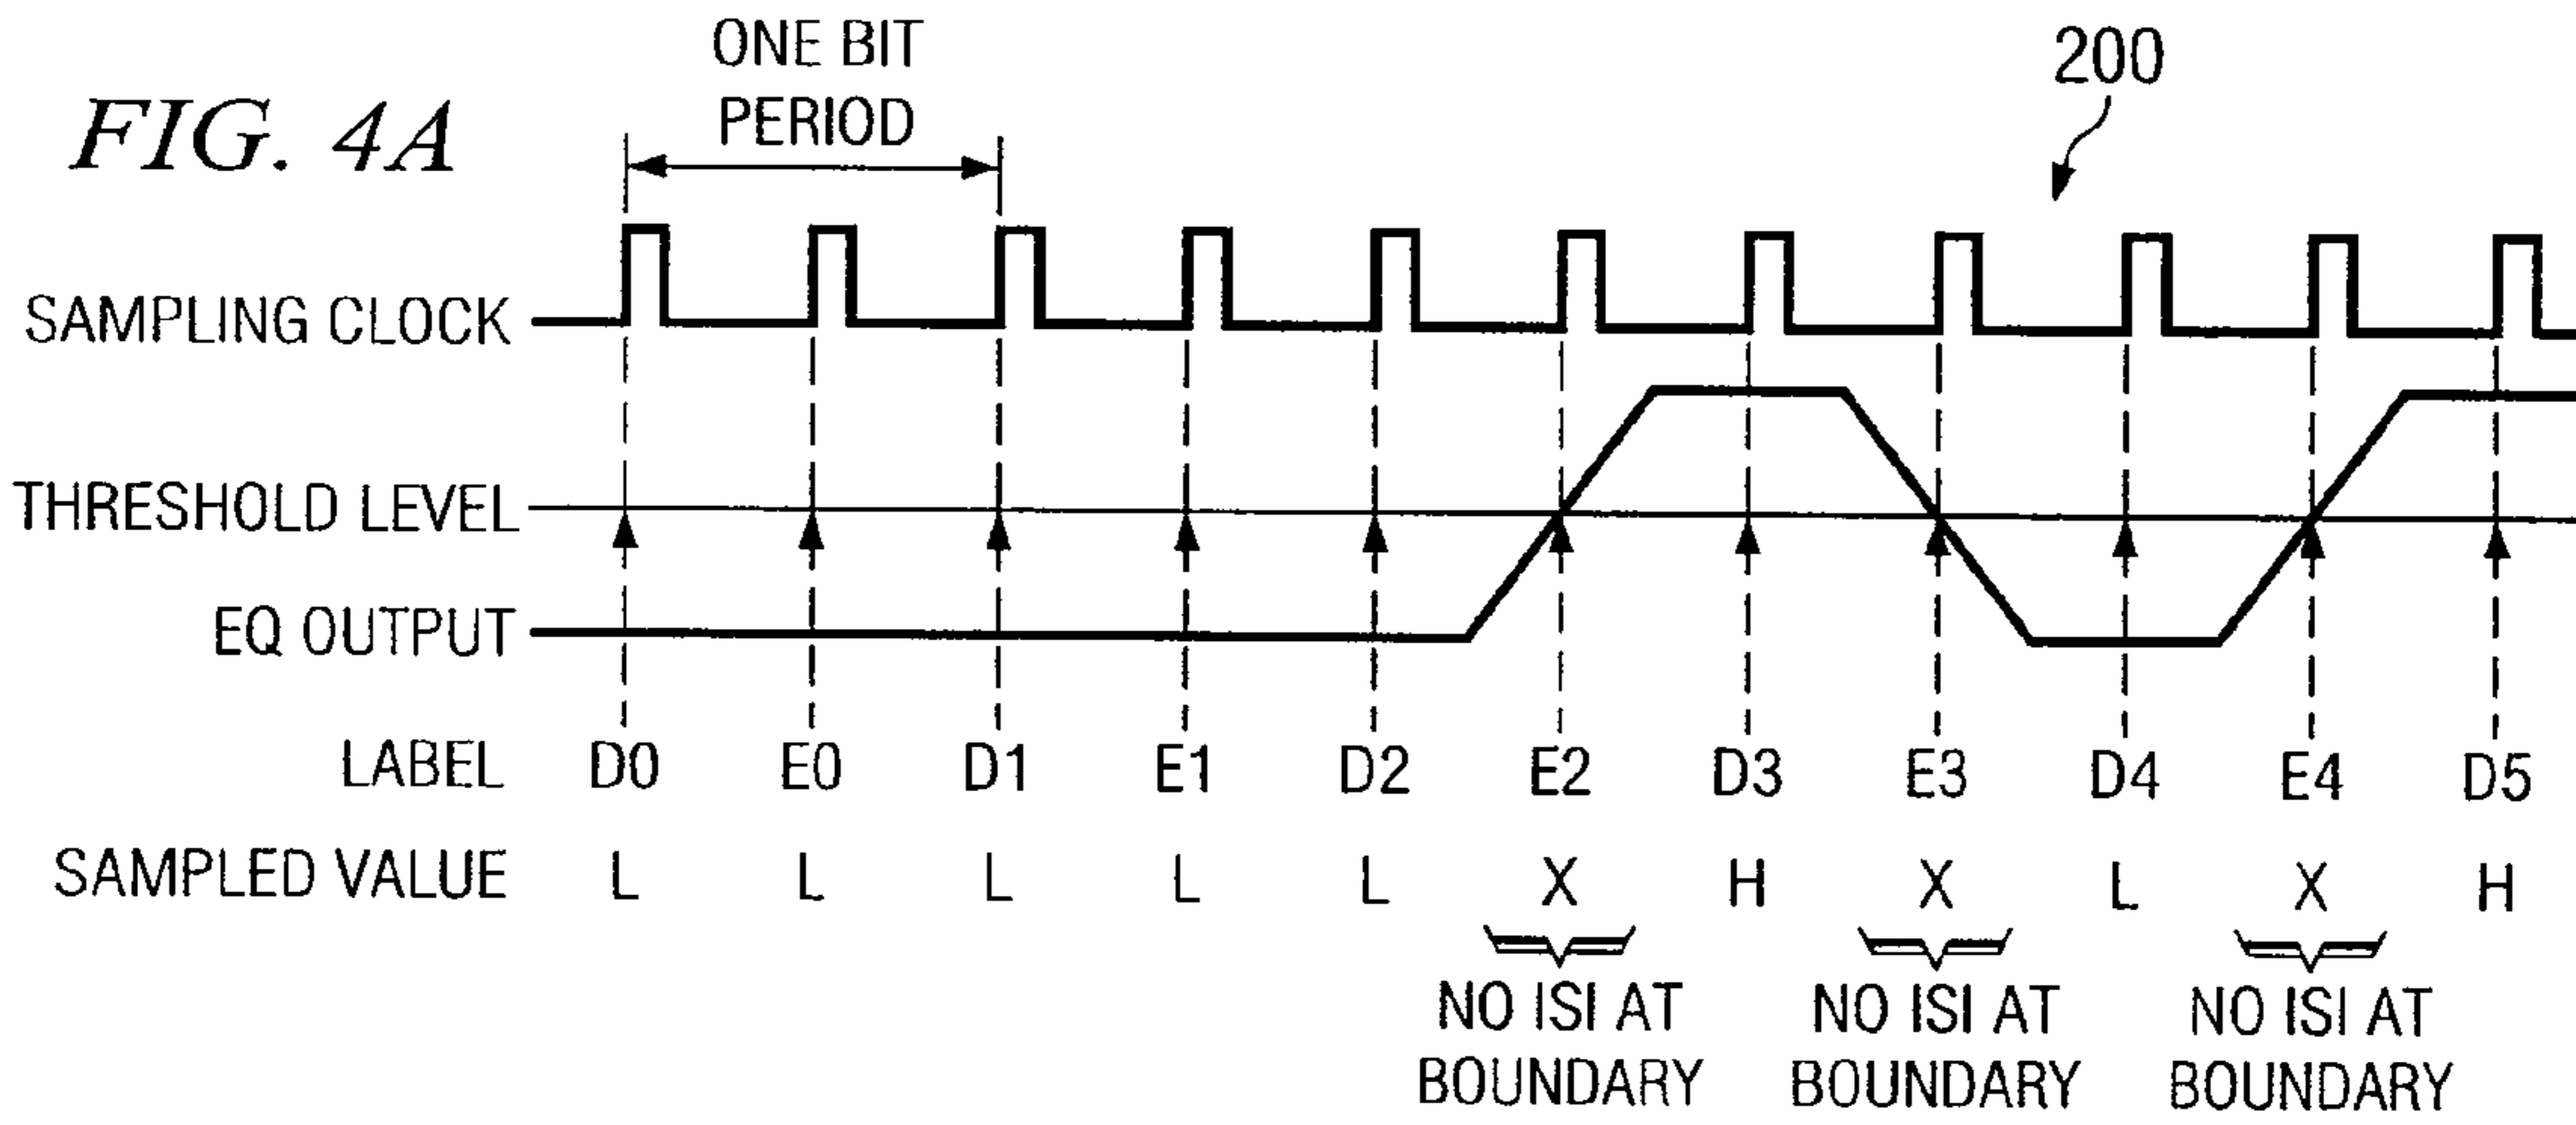 FIG. 4A
ONE BIT
PERIOD
200
SAMPLING CLOCK
THRESHOLD LEVEL
EQ OUTPUT
LABEL D0 E0 D1 E1 D2 E2 D3 E3 D4 E4 D5
SAMPLED VALUE L L L L L X H X L X H
NO ISI AT
BOUNDARY
NO ISI AT
BOUNDARY
NO ISI AT
BOUNDARY